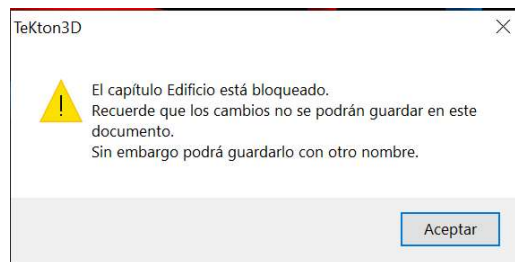 TeKton3D
El capítulo Edificio está bloqueado.
Recuerde que los cambios no se podrán guardar en este
documento.
Sin embargo podrá guardarlo con otro nombre.
Aceptar